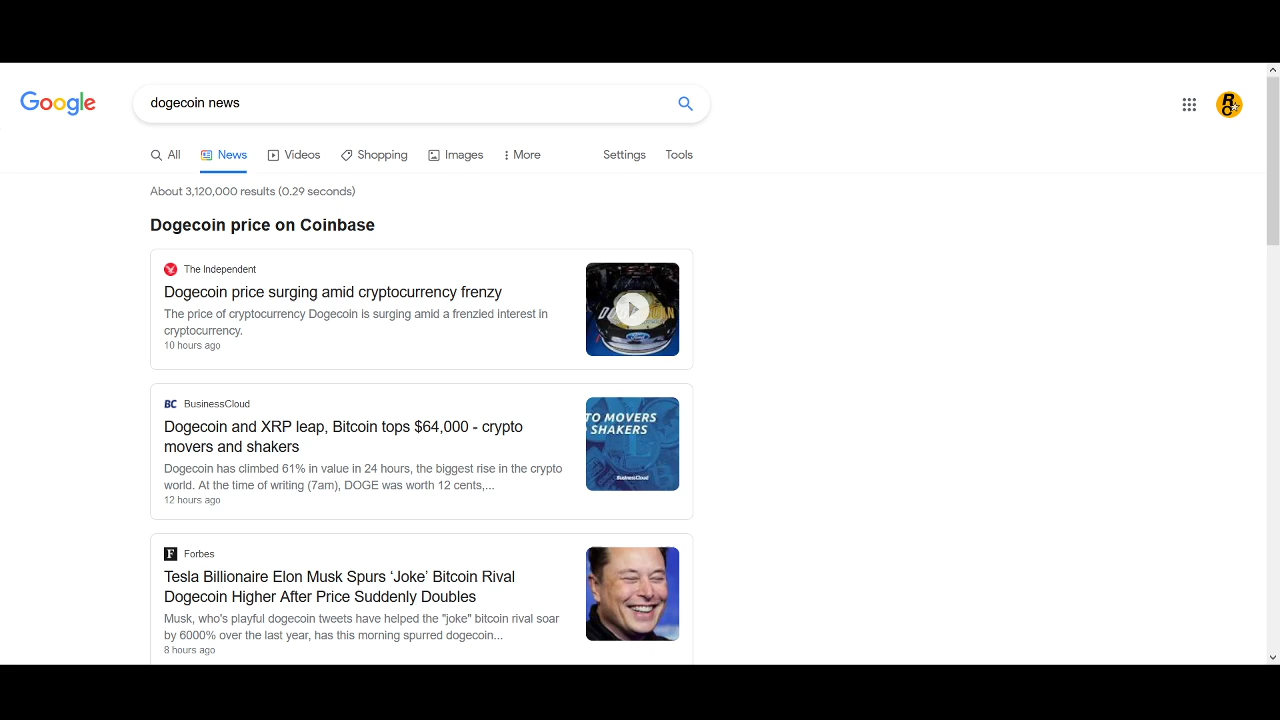 Google
dogecoin news
All
News
Videos
Shopping
Images
More
Settings
Tools
About 3,120,000 results (0.29 seconds)
Dogecoin price on Coinbase
The Independent
Dogecoin price surging amid cryptocurrency frenzy
The price of cryptocurrency Dogecoin is surging amid a frenzied interest in
cryptocurrency.
10 hours ago
BC BusinessCloud
Dogecoin and XRP leap, Bitcoin tops $64,000 - crypto
movers and shakers
Dogecoin has climbed 61% in value in 24 hours, the biggest rise in the crypto
world. At the time of writing (7am), DOGE was worth 12 cents,...
12 hours ago
TO MOVERS
SHAKERS
BusinessCloud
F Forbes
Tesla Billionaire Elon Musk Spurs ‘Joke’ Bitcoin Rival
Dogecoin Higher After Price Suddenly Doubles
Musk, who's playful dogecoin tweets have helped the "joke" bitcoin rival soar
by 6000% over the last year, has this morning spurred dogecoin...
8 hours ago